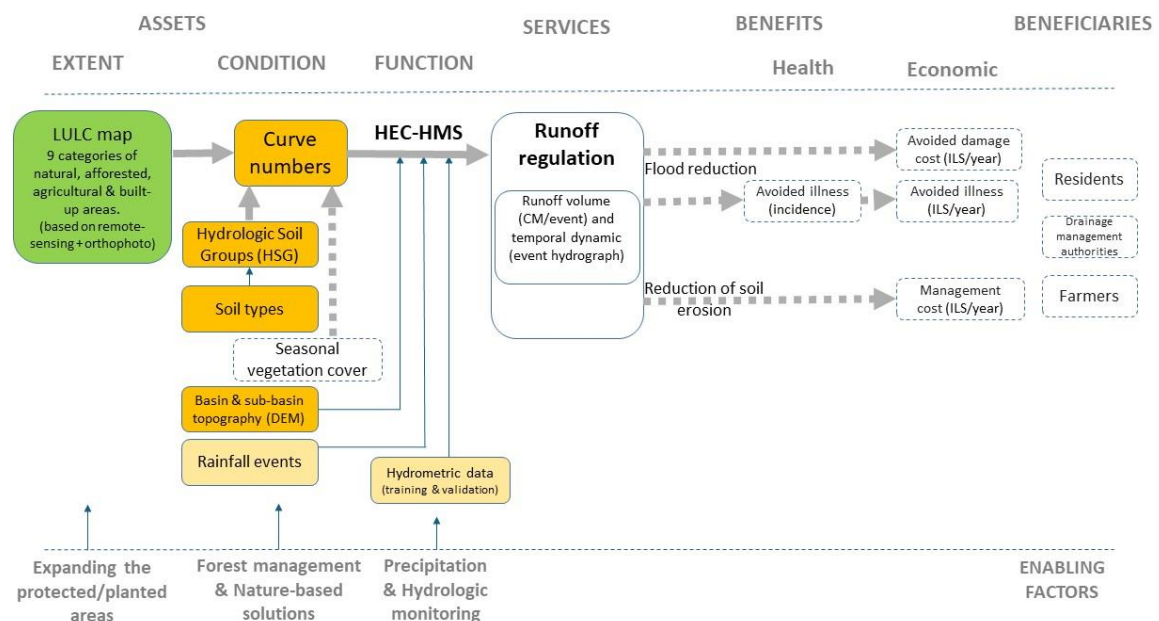 ASSETS
SERVICES
BENEFITS
BENEFICIARIES
EXTENT
CONDITION
FUNCTION
Health
Economic
LULC map
9 categories of
natural, afforested,
agricultural & built-
up areas.
(based on remote-
sensing + orthophoto)
Curve
numbers
HEC-HMS
Hydrologic Soil
Groups (HSG)
Soil types
Seasonal
vegetation cover
Basin & sub-basin
topography (DEM)
Rainfall events
Hydrometric data
(training & validation)
Runoff
regulation
Runoff volume
(CM/event) and
temporal dynamic
(event hydrograph)
Flood reduction
Avoided illness
(incidence)
Reduction of soil
erosion
Avoided damage
cost (ILS/year)
Avoided illness
(ILS/year)
Management
cost (ILS/year)
Residents
Drainage
management
authorities
Farmers
Expanding the
protected/planted
areas
Forest management
& Nature-based
solutions
Precipitation
& Hydrologic
monitoring
ENABLING
FACTORS